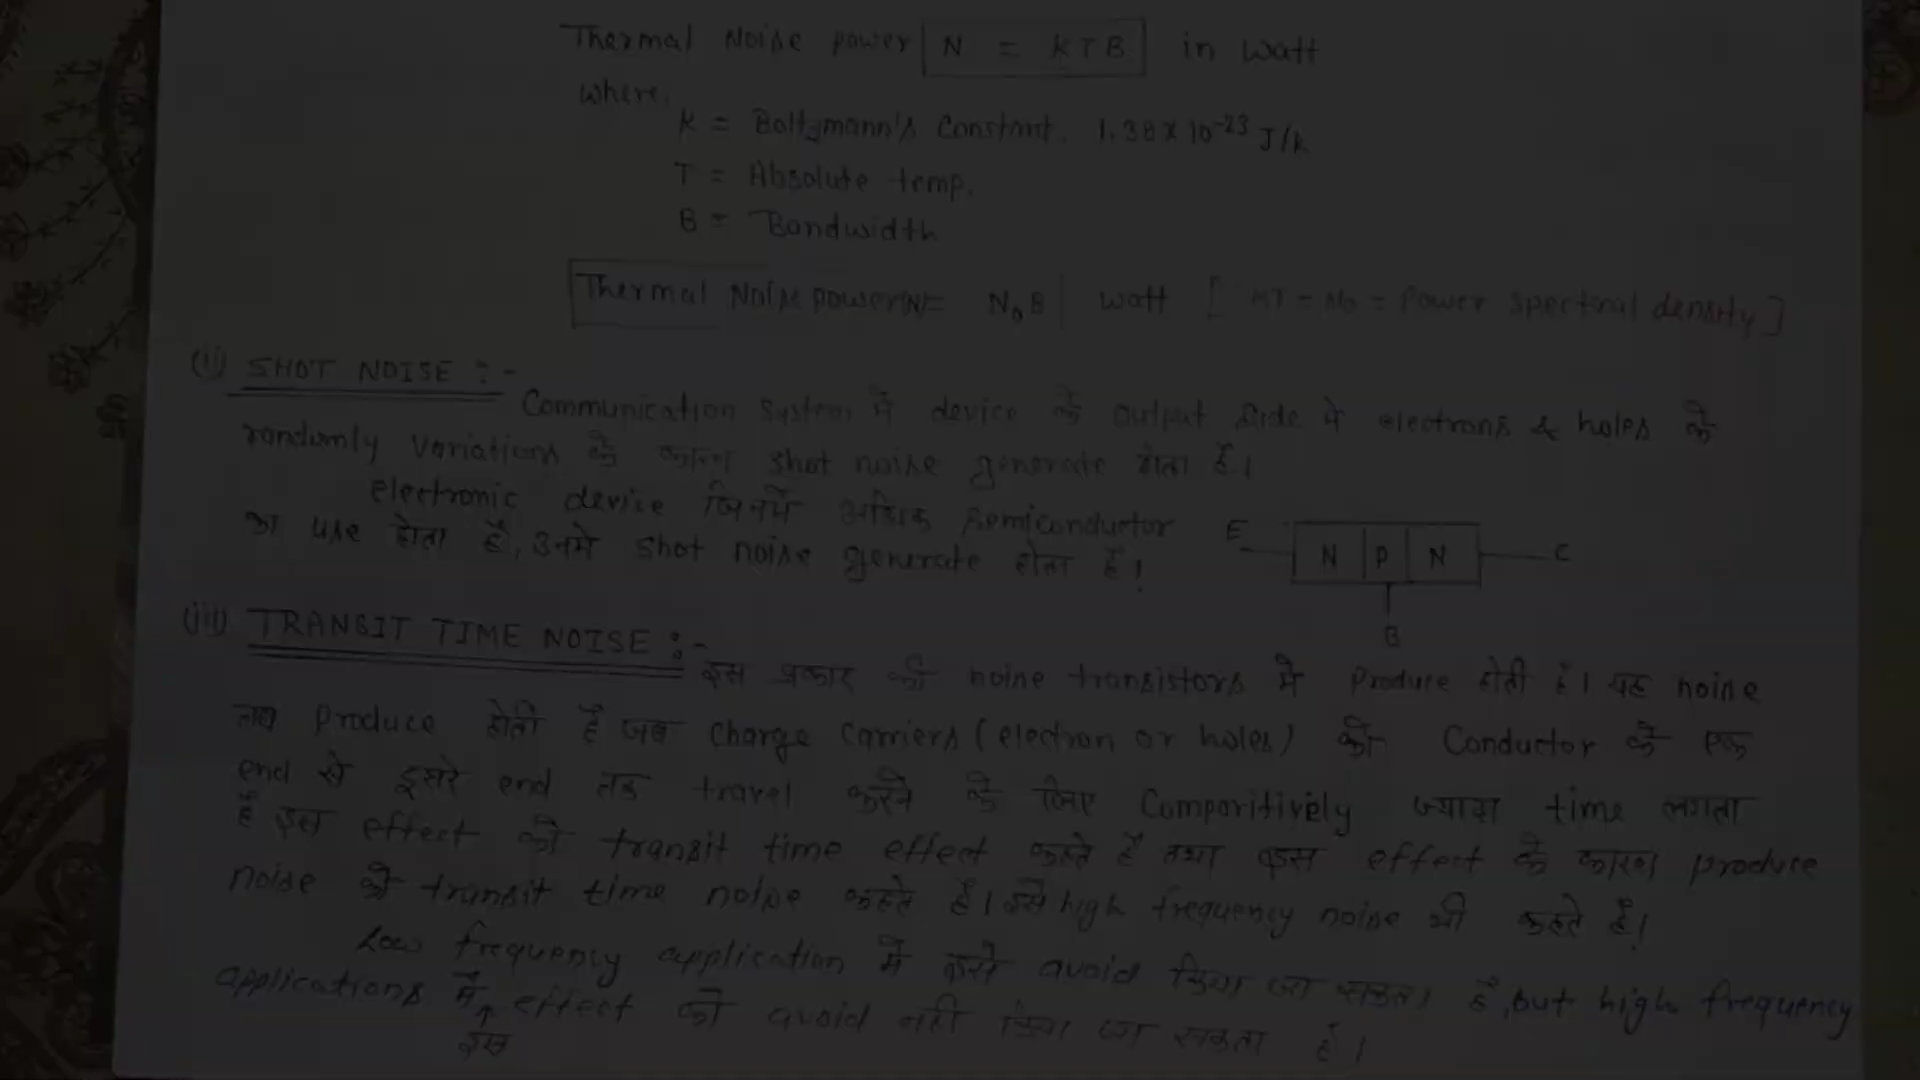 Thermal Noise power N = KTB in watt
where,
K = Boltzmann's Constant. 1.38 x 10⁻²³ J/k
T = Absolute temp.
B = Bandwidth
Thermal Noise power(N)= N₀B watt [ KT = N₀ = Power spectral density ]
(ii) SHOT NOISE :-
Communication system में device के output side में electrons & holes के
randomly variations के कारण shot noise generate होता है।
electronic device जिनमें अधिक semiconductor
का use होता है, उनमे shot noise generate होता है।
E N P N C
B
(iii) TRANSIT TIME NOISE :-
इस प्रकार की noise transistors में produce होती है। यह noise
तब produce होती है जब charge carriers (electron or holes) को Conductor के एक
end से दूसरे end तक travel करने के लिए Comparitively ज्यादा time लगता
है इस effect को transit time effect कहते है तथा इस effect के कारण produce
noise को transit time noise कहते है। इसे high frequency noise भी कहते है।
Low frequency application में इसे avoid किया जा सकता है, but high frequency
applications में इस effect को avoid नही किया जा सकता है।